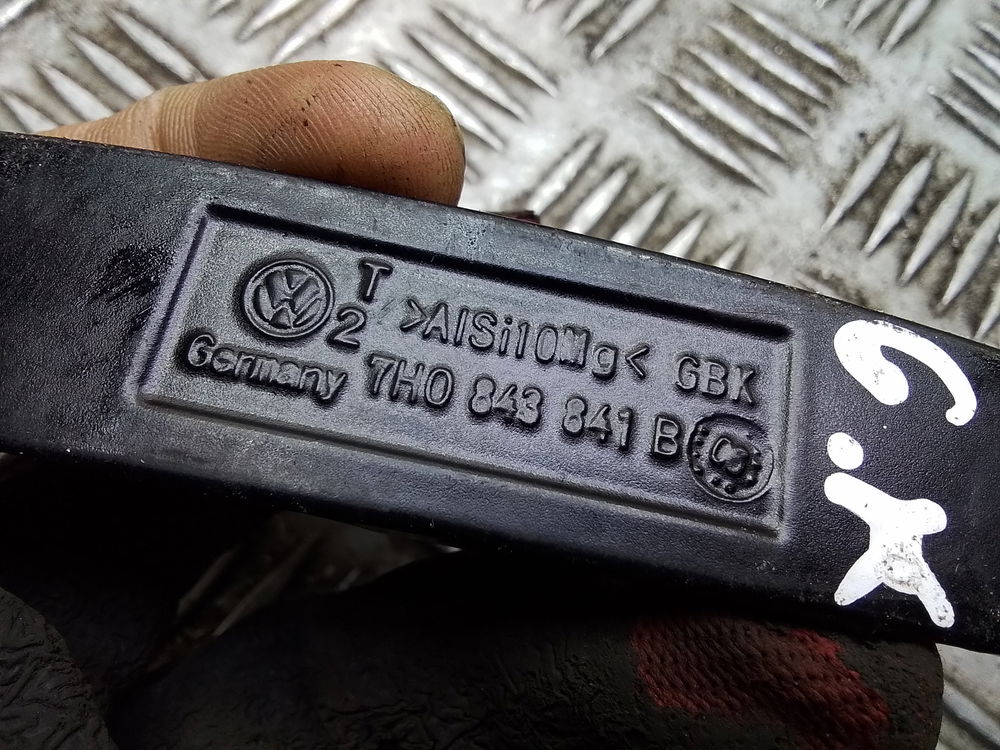 T
2
>AlSi10Mg< GBK
Germany 7H0 843 841 B
G.K